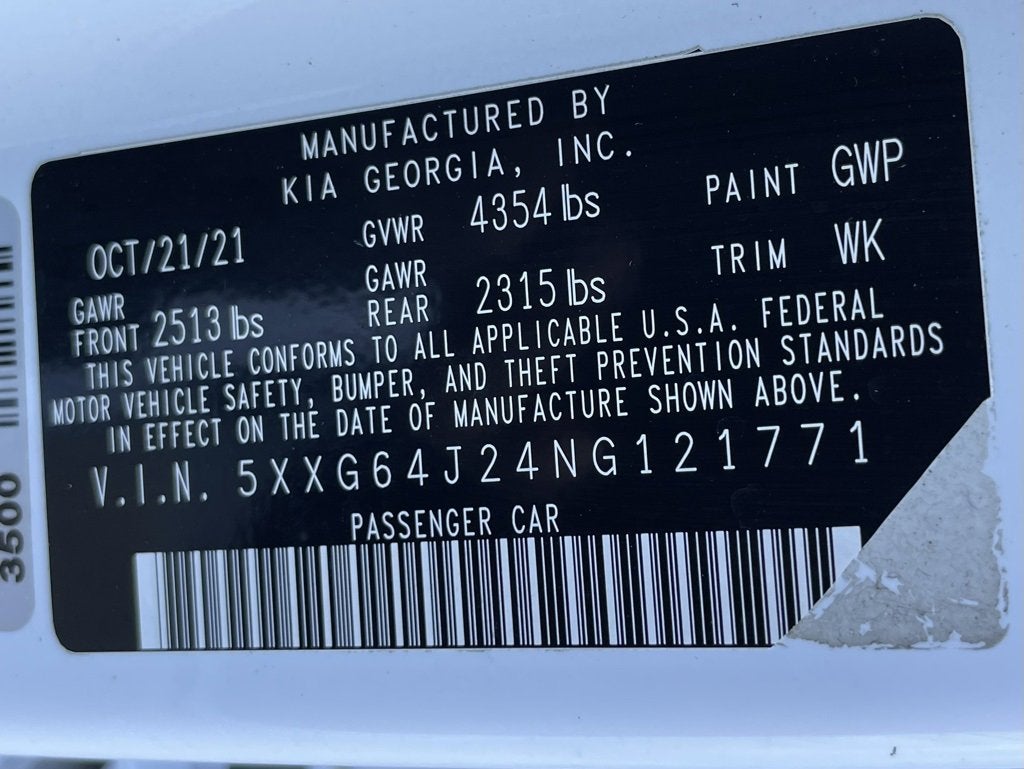 MANUFACTURED BY
KIA GEORGIA, INC.
OCT/21/21 GVWR 4354 lbs PAINT GWP
GAWR FRONT 2513 lbs GAWR REAR 2315 lbs TRIM WK
THIS VEHICLE CONFORMS TO ALL APPLICABLE U.S.A. FEDERAL
MOTOR VEHICLE SAFETY, BUMPER, AND THEFT PREVENTION STANDARDS
IN EFFECT ON THE DATE OF MANUFACTURE SHOWN ABOVE.
V.I.N. 5XXG64J24NG121771
PASSENGER CAR
3500